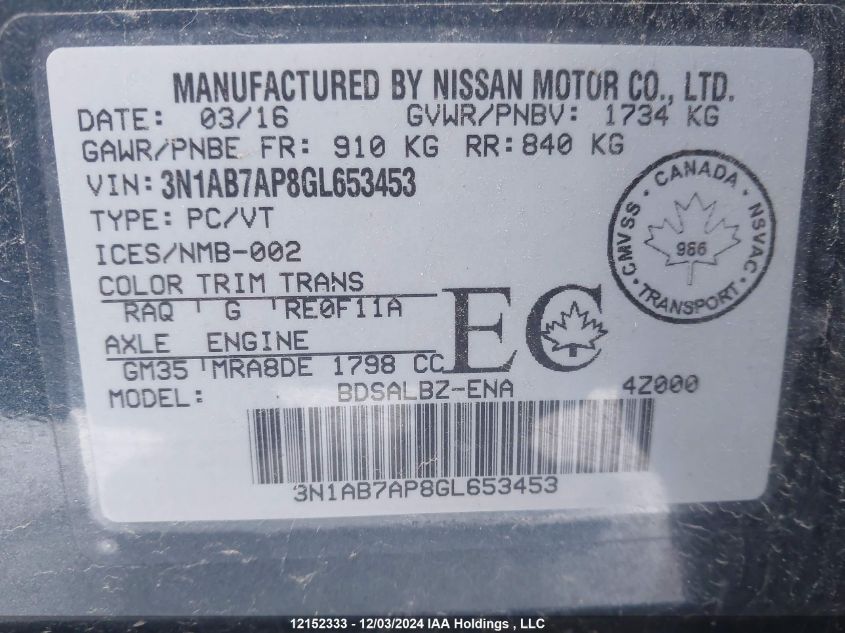 MANUFACTURED BY NISSAN MOTOR CO., LTD.
DATE: 03/16 GVWR/PNBV: 1734 KG
GAWR/PNBE FR: 910 KG RR:840 KG
VIN: 3N1AB7AP8GL653453
TYPE: PC/VT
ICES/NMB-002
COLOR TRIM TRANS
RAQ G RE0F11A
AXLE ENGINE
GM35 MRA8DE 1798 CC
MODEL: BDSALBZ-ENA 4Z000
3N1AB7AP8GL653453
EC
CANADA
CMVSS NSVAC
986
TRANSPORT
12152333 - 12/03/2024 IAA Holdings , LLC